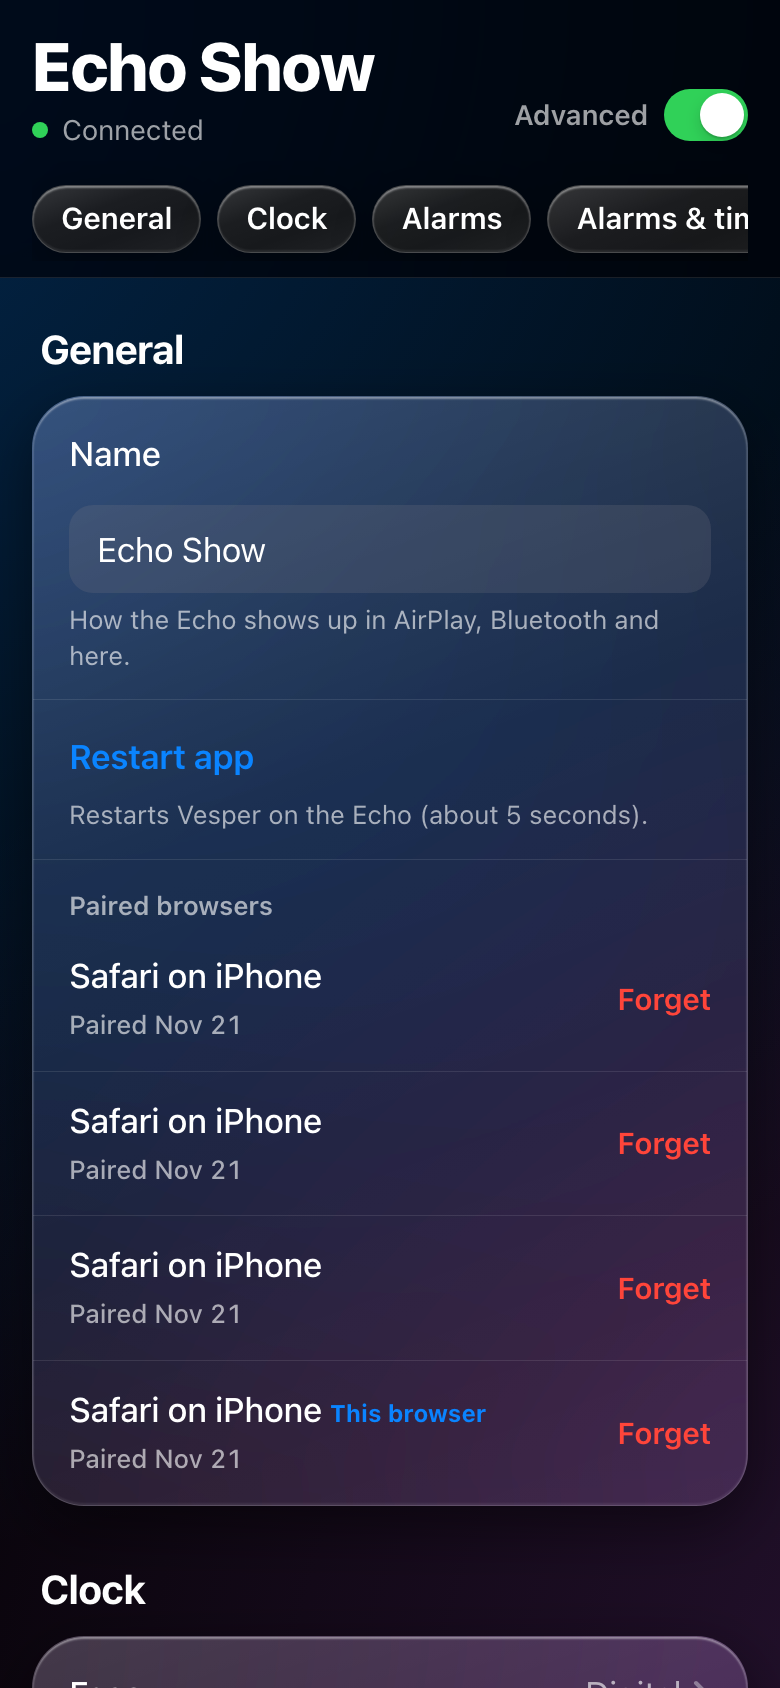 Echo Show
Connected
Advanced
General
Clock
Alarms
Alarms & tim
General
Name
Echo Show
How the Echo shows up in AirPlay, Bluetooth and
here.
Restart app
Restarts Vesper on the Echo (about 5 seconds).
Paired browsers
Safari on iPhone
Paired Nov 21
Forget
Safari on iPhone
Paired Nov 21
Forget
Safari on iPhone
Paired Nov 21
Forget
Safari on iPhone This browser
Paired Nov 21
Forget
Clock